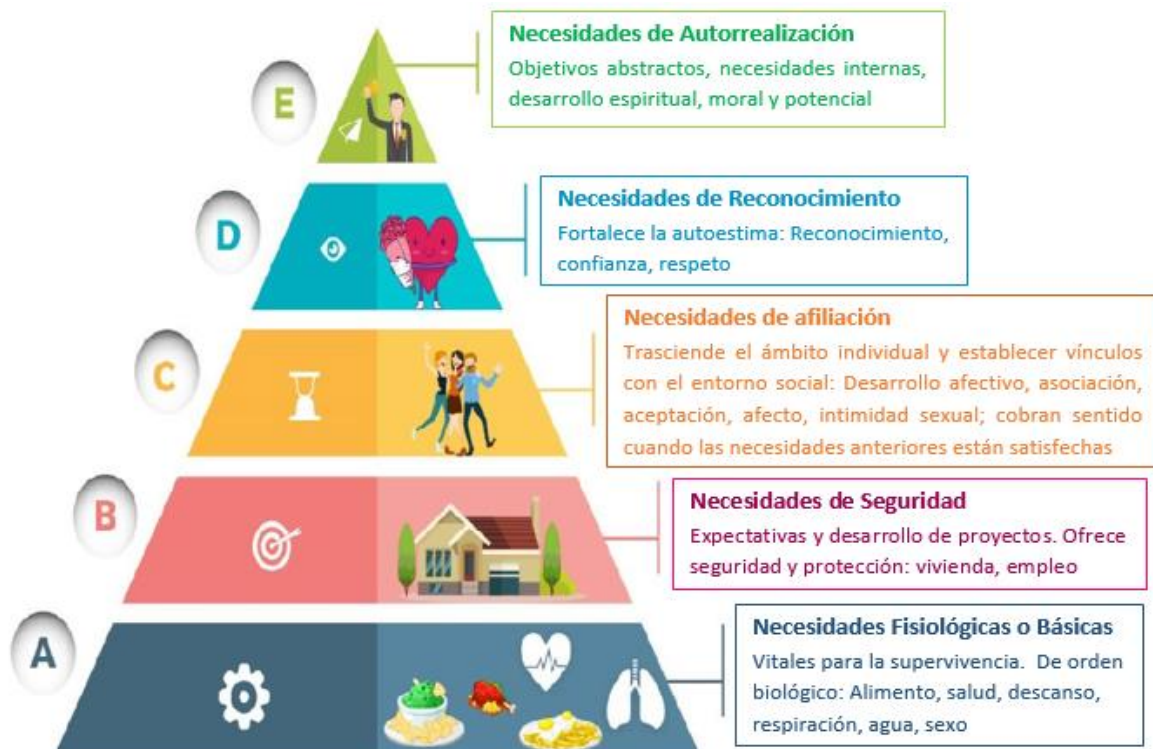 E
Necesidades de Autorrealización
Objetivos abstractos, necesidades internas,
desarrollo espiritual, moral y potencial
D
Necesidades de Reconocimiento
Fortalece la autoestima: Reconocimiento,
confianza, respeto
C
Necesidades de afiliación
Trasciende el ámbito individual y establecer vínculos
con el entorno social: Desarrollo afectivo, asociación,
aceptación, afecto, intimidad sexual; cobran sentido
cuando las necesidades anteriores están satisfechas
B
Necesidades de Seguridad
Expectativas y desarrollo de proyectos. Ofrece
seguridad y protección: vivienda, empleo
A
Necesidades Fisiológicas o Básicas
Vitales para la supervivencia. De orden
biológico: Alimento, salud, descanso,
respiración, agua, sexo